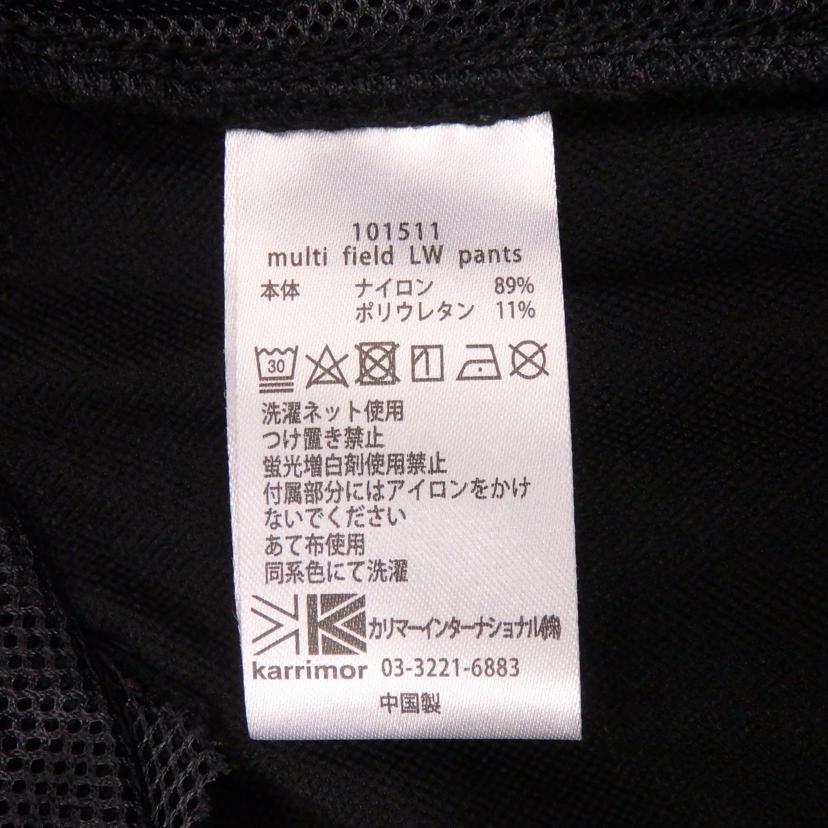 101511
multi field LW pants
本体 ナイロン 89%
ポリウレタン 11%
30
洗濯ネット使用
つけ置き禁止
蛍光増白剤使用禁止
付属部分にはアイロンをかけ
ないでください
あて布使用
同系色にて洗濯
カリマーインターナショナル㈱
karrimor 03-3221-6883
中国製